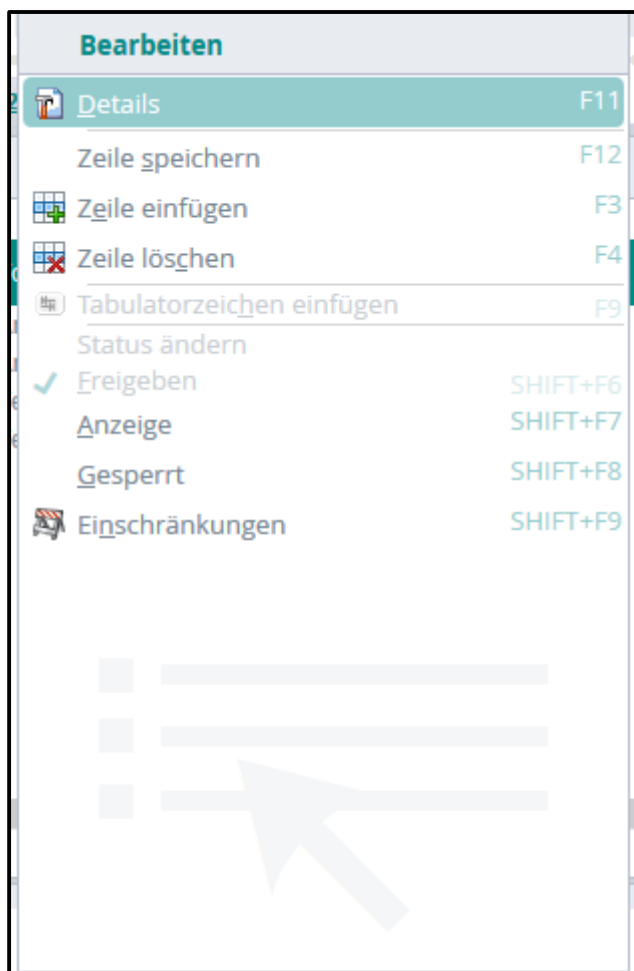 Bearbeiten
Details F11
Zeile speichern F12
Zeile einfügen F3
Zeile löschen F4
Tabulatorzeichen einfügen F9
Status ändern
Freigeben SHIFT+F6
Anzeige SHIFT+F7
Gesperrt SHIFT+F8
Einschränkungen SHIFT+F9